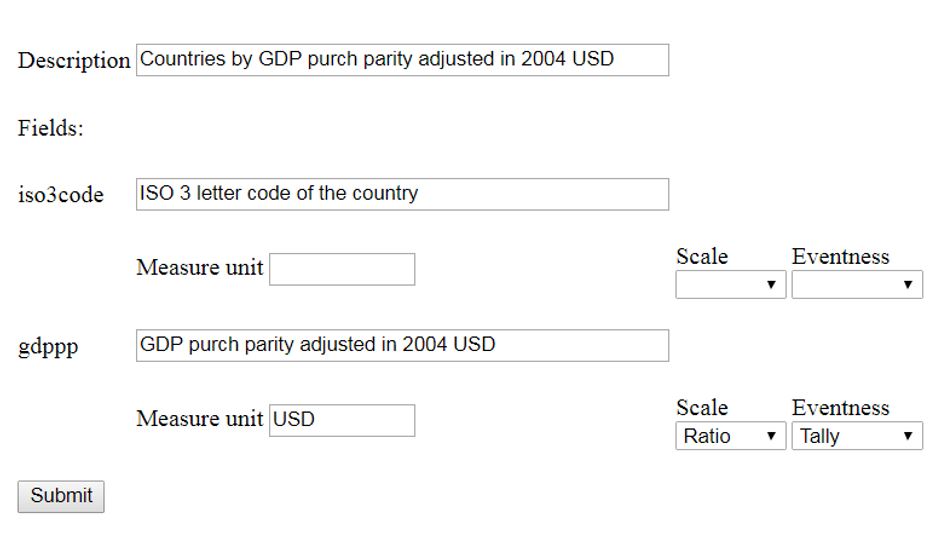 Description Countries by GDP purch parity adjusted in 2004 USD
Fields:
iso3code ISO 3 letter code of the country
Scale Eventness
Measure unit
gdppp GDP purch parity adjusted in 2004 USD
Scale Eventness
Measure unit USD Ratio Tally
Submit